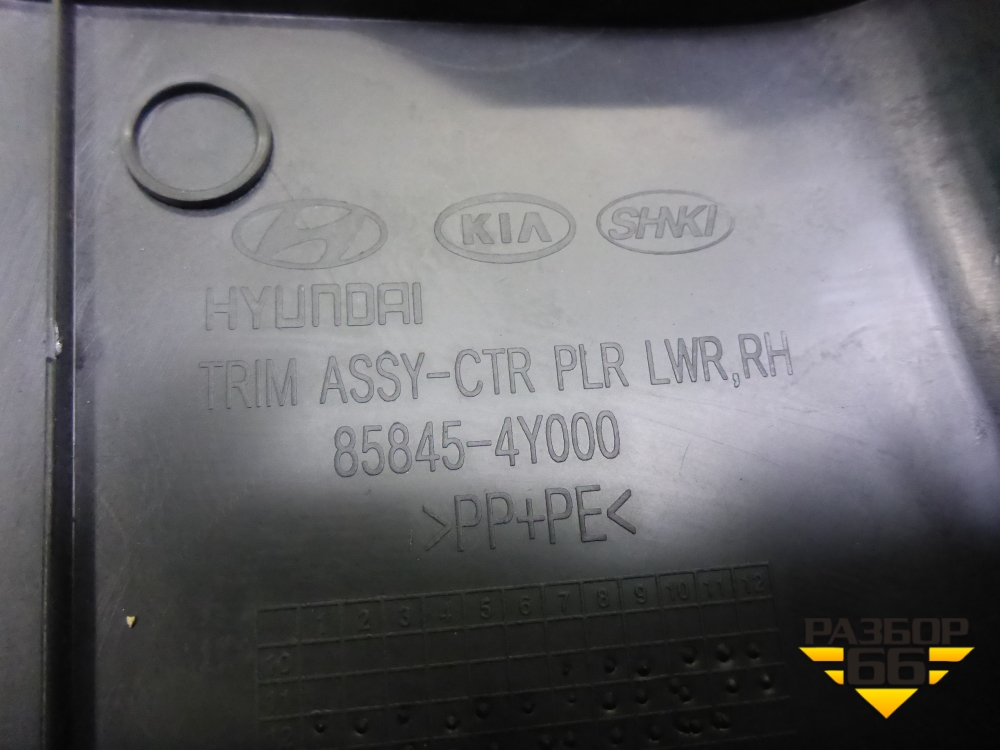 KIA SHNKI
HYUNDAI
TRIM ASSY-CTR PLR LWR,RH
85845-4Y000
>PP+PE<
1 2 3 4 5 6 7 8 9 10 11 12
10
11
12
РАЗБОР
66